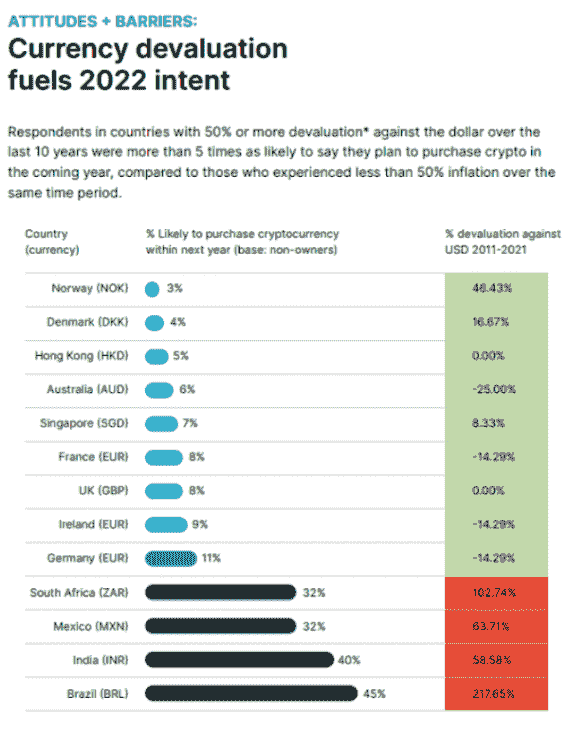 ATTITUDES + BARRIERS:
Currency devaluation
fuels 2022 intent
Respondents in countries with 50% or more devaluation* against the dollar over the
last 10 years were more than 5 times as likely to say they plan to purchase crypto in
the coming year, compared to those who experienced less than 50% inflation over the
same time period.
Country % Likely to purchase cryptocurrency % devaluation against
(currency) within next year (base: non-owners) USD 2011-2021
Norway (NOK) 3% 46.43%
Denmark (DKK) 4% 16.67%
Hong Kong (HKD) 5% 0.00%
Australia (AUD) 6% -25.00%
Singapore (SGD) 7% 8.33%
France (EUR) 8% -14.29%
UK (GBP) 8% 0.00%
Ireland (EUR) 9% -14.29%
Germany (EUR) 11% -14.29%
South Africa (ZAR) 32% 102.74%
Mexico (MXN) 32% 63.71%
India (INR) 40% 58.58%
Brazil (BRL) 45% 217.65%